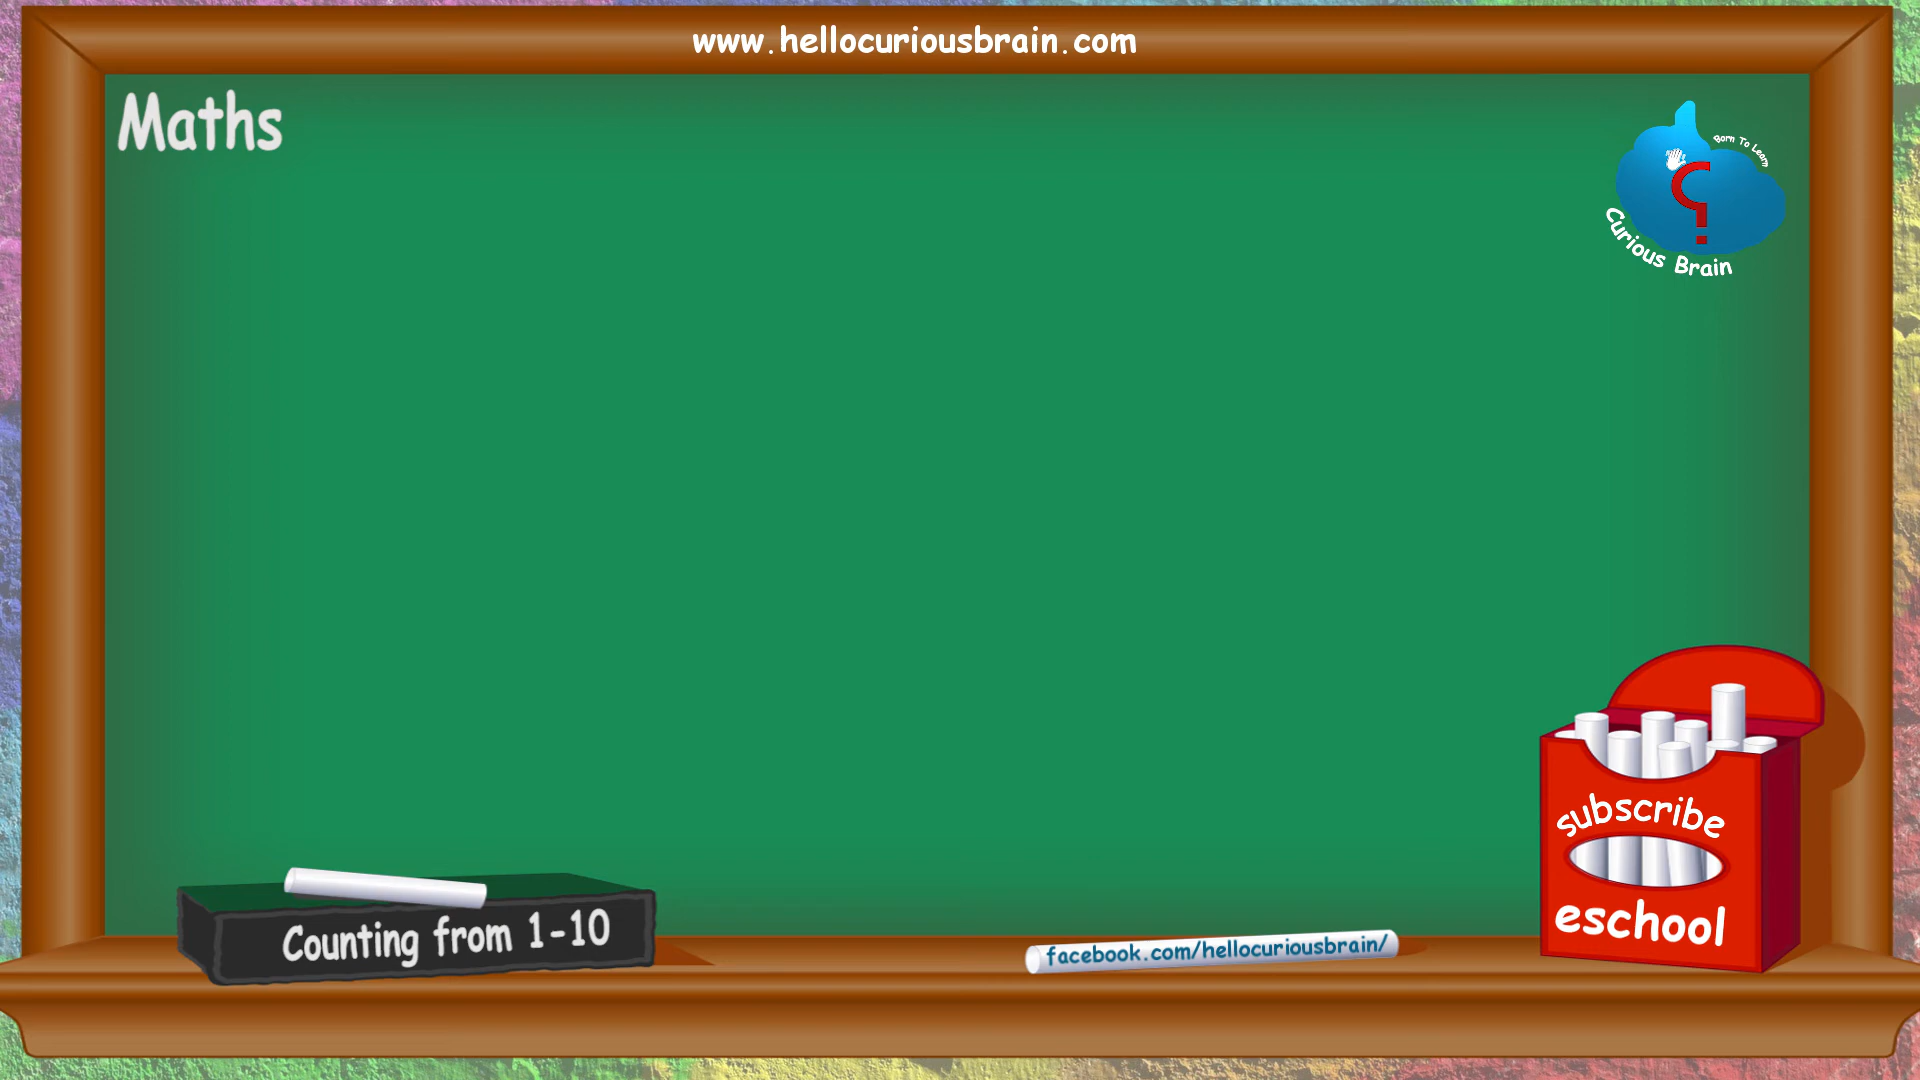 www.hellocuriousbrain.com
Maths
Born To Learn
Curious Brain
subscribe
eschool
Counting from 1-10
facebook.com/hellocuriousbrain/